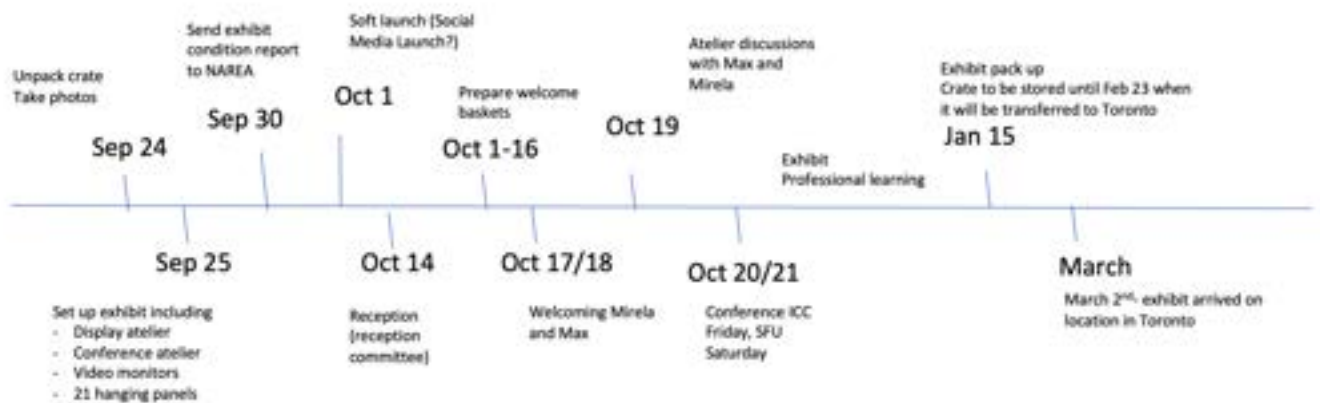 Unpack crate
Take photos
Sep 24
Send exhibit
condition report
to NAREA
Sep 30
Soft launch (Social
Media Launch?)
Oct 1
Prepare welcome
baskets
Oct 1-16
Oct 19
Atelier discussions
with Max and
Mirela
Exhibit
Professional learning
Exhibit pack up
Crate to be stored until Feb 23 when
it will be transferred to Toronto
Jan 15
Sep 25
Set up exhibit including
- Display atelier
- Conference atelier
- Video monitors
- 21 hanging panels
Oct 14
Reception
(reception
committee)
Oct 17/18
Welcoming Mirela
and Max
Oct 20/21
Conference ICC
Friday, SFU
Saturday
March
March 2nd- exhibit arrived on
location in Toronto